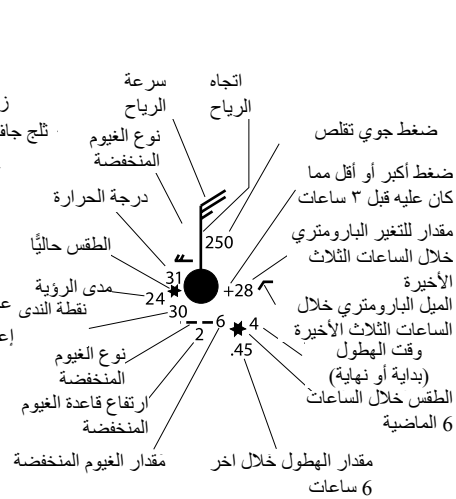 اتجاه
الرياح
سرعة
الرياح
نوع الغيوم
المنخفضة
ثلج جاف
ضغط جوي تقلص
ضغط أكبر أو أقل مما
كان عليه قبل ٣ ساعات
درجة الحرارة
250
مقدار للتغير البارومتري
خلال الساعات الثلاث
الأخيرة
الطقس حاليًّا
31
+28
مدى الرؤية
24
نقطة الندى
30
الميل البارومتري خلال
الساعات الثلاث الأخيرة
6
4
2
.45
وقت الهطول
(بداية أو نهاية)
نوع الغيوم
المنخفضة
الطقس خلال الساعات
6 الماضية
ارتفاع قاعدة الغيوم
المنخفضة
مقدار الغيوم المنخفضة
مقدار الهطول خلال اخر
6 ساعات